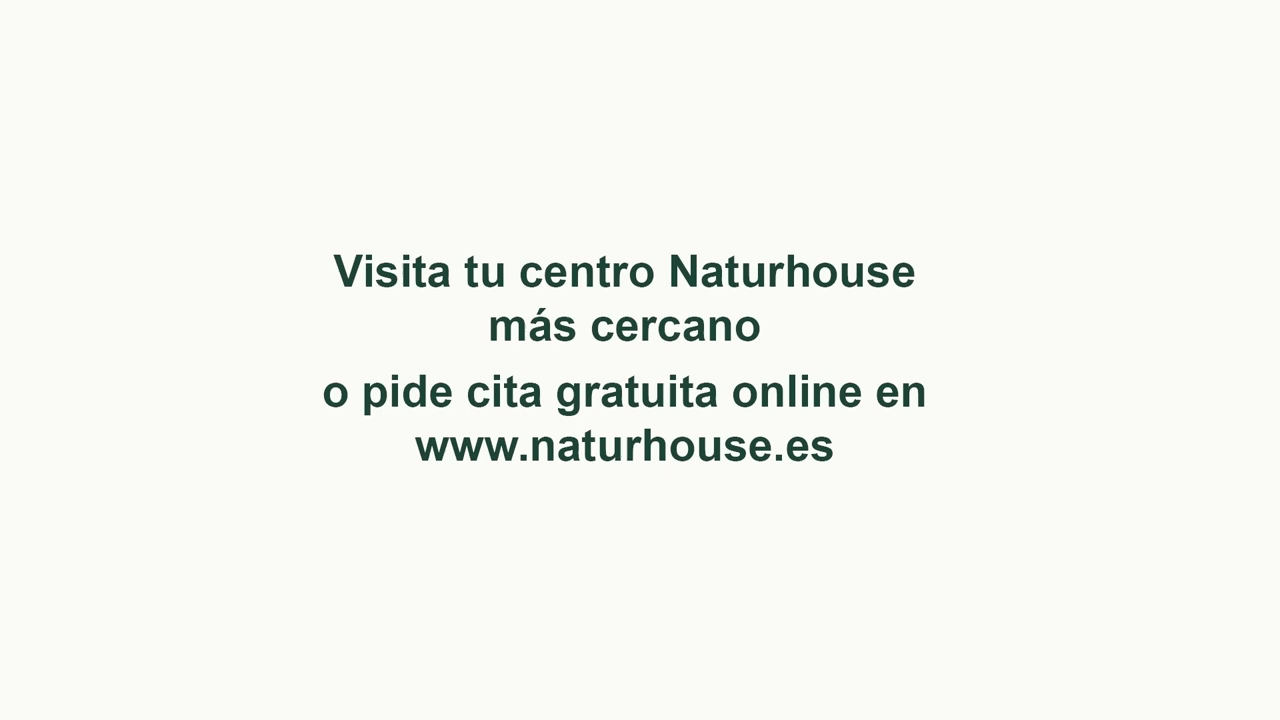 Visita tu centro Naturhouse
más cercano
o pide cita gratuita online en
www.naturhouse.es